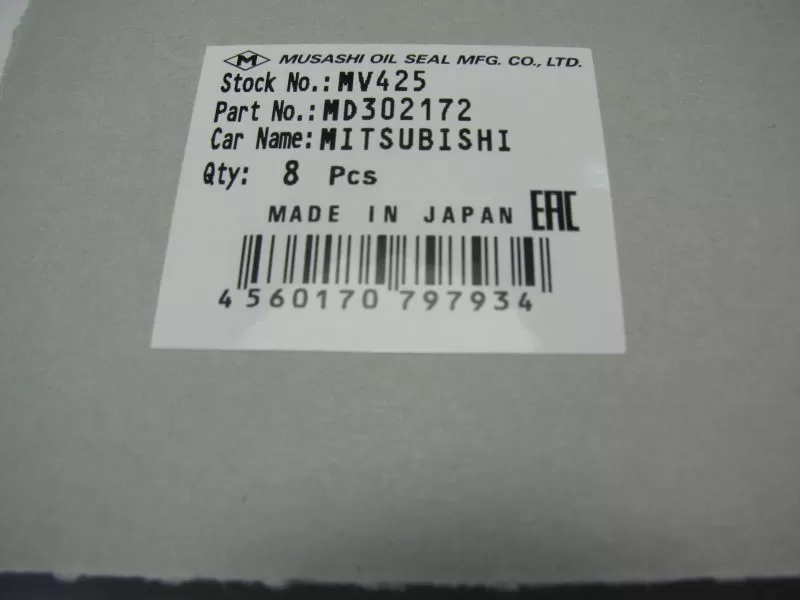 M MUSASHI OIL SEAL MFG. CO., LTD.
Stock No.: MV425
Part No.: MD302172
Car Name: MITSUBISHI
Qty: 8 Pcs
MADE IN JAPAN EAC
4 560170 797934